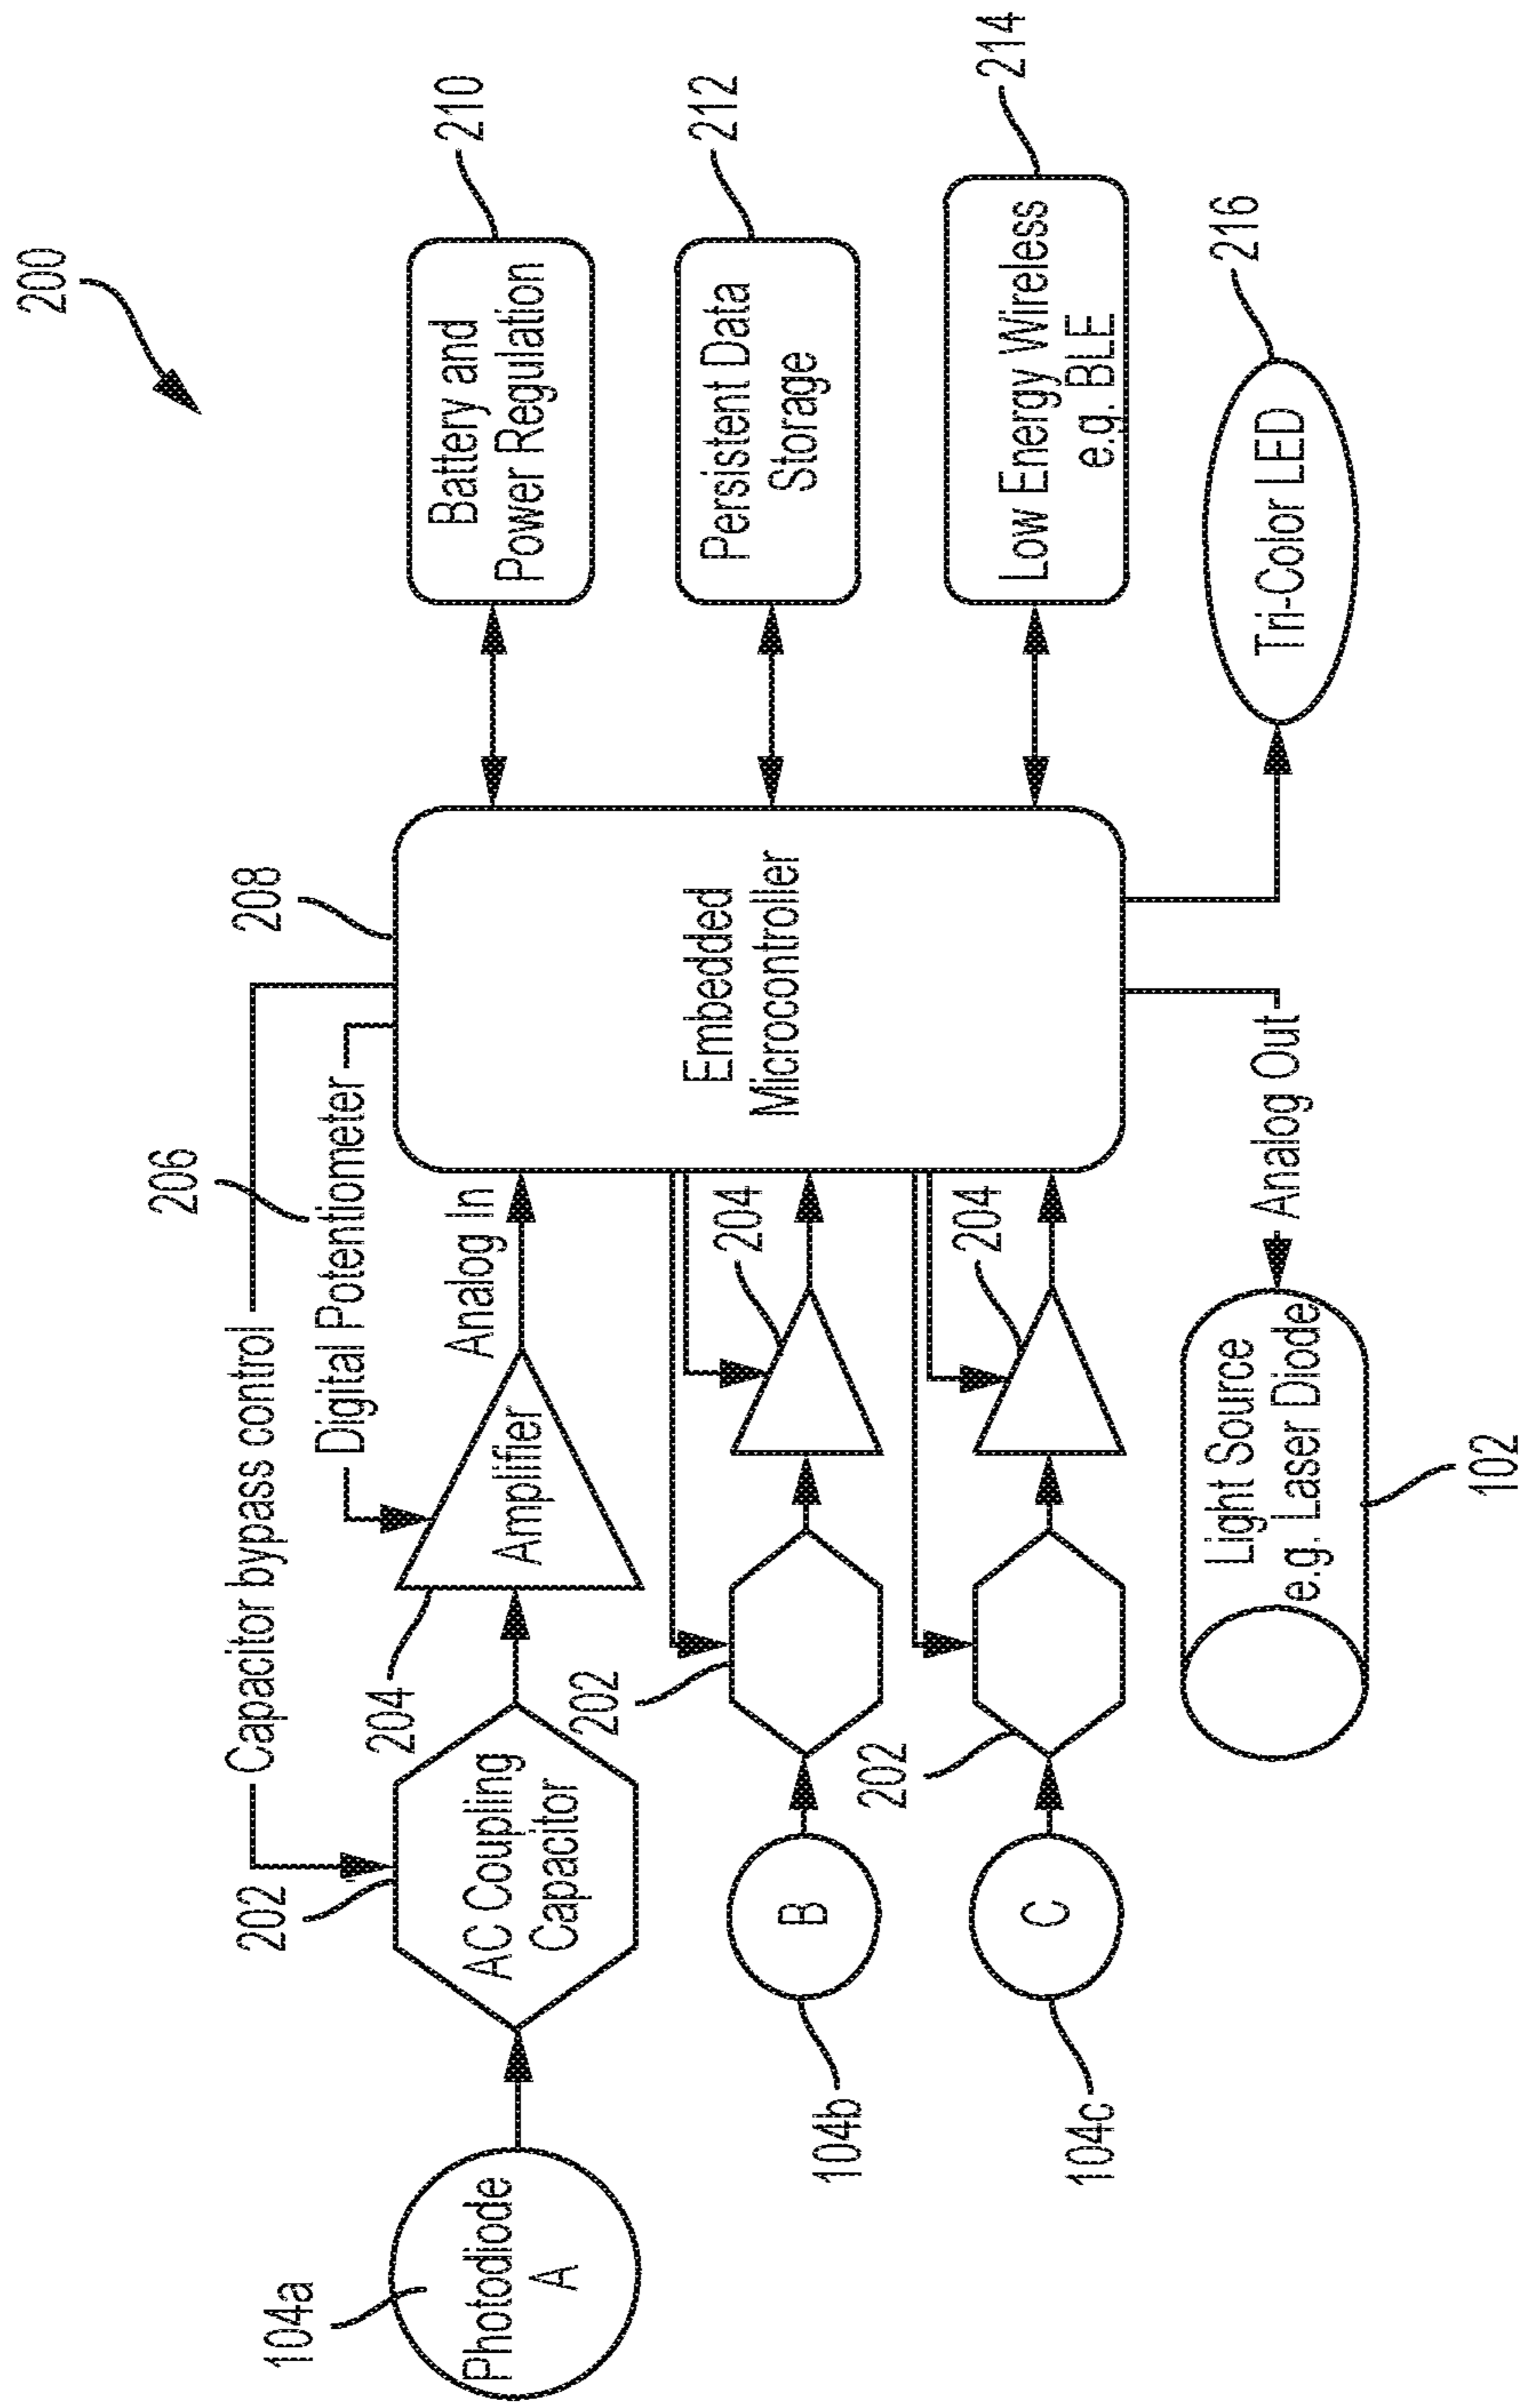 200
206
208
Capacitor bypass control
Digital Potentiometer
202
204
104a
Photodiode
A
AC Coupling
Capacitor
Amplifier
Analog In
Embedded
Microcontroller
Battery and
Power Regulation
210
Persistent Data
Storage
212
Low Energy Wireless
e.g. BLE
214
Tri-Color LED
216
104b
B
202
204
104c
C
202
204
Light Source
e.g. Laser Diode
102
Analog Out